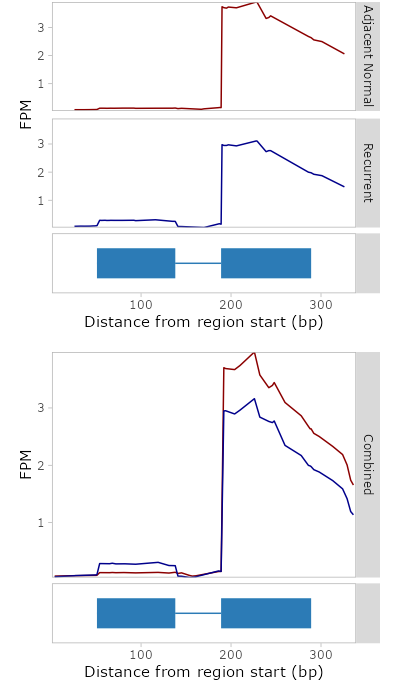 3
2
1
Adjacent Normal
FPM
3
2
1
Recurrent
100 200 300
Distance from region start (bp)
3
2
1
FPM
Combined
100 200 300
Distance from region start (bp)